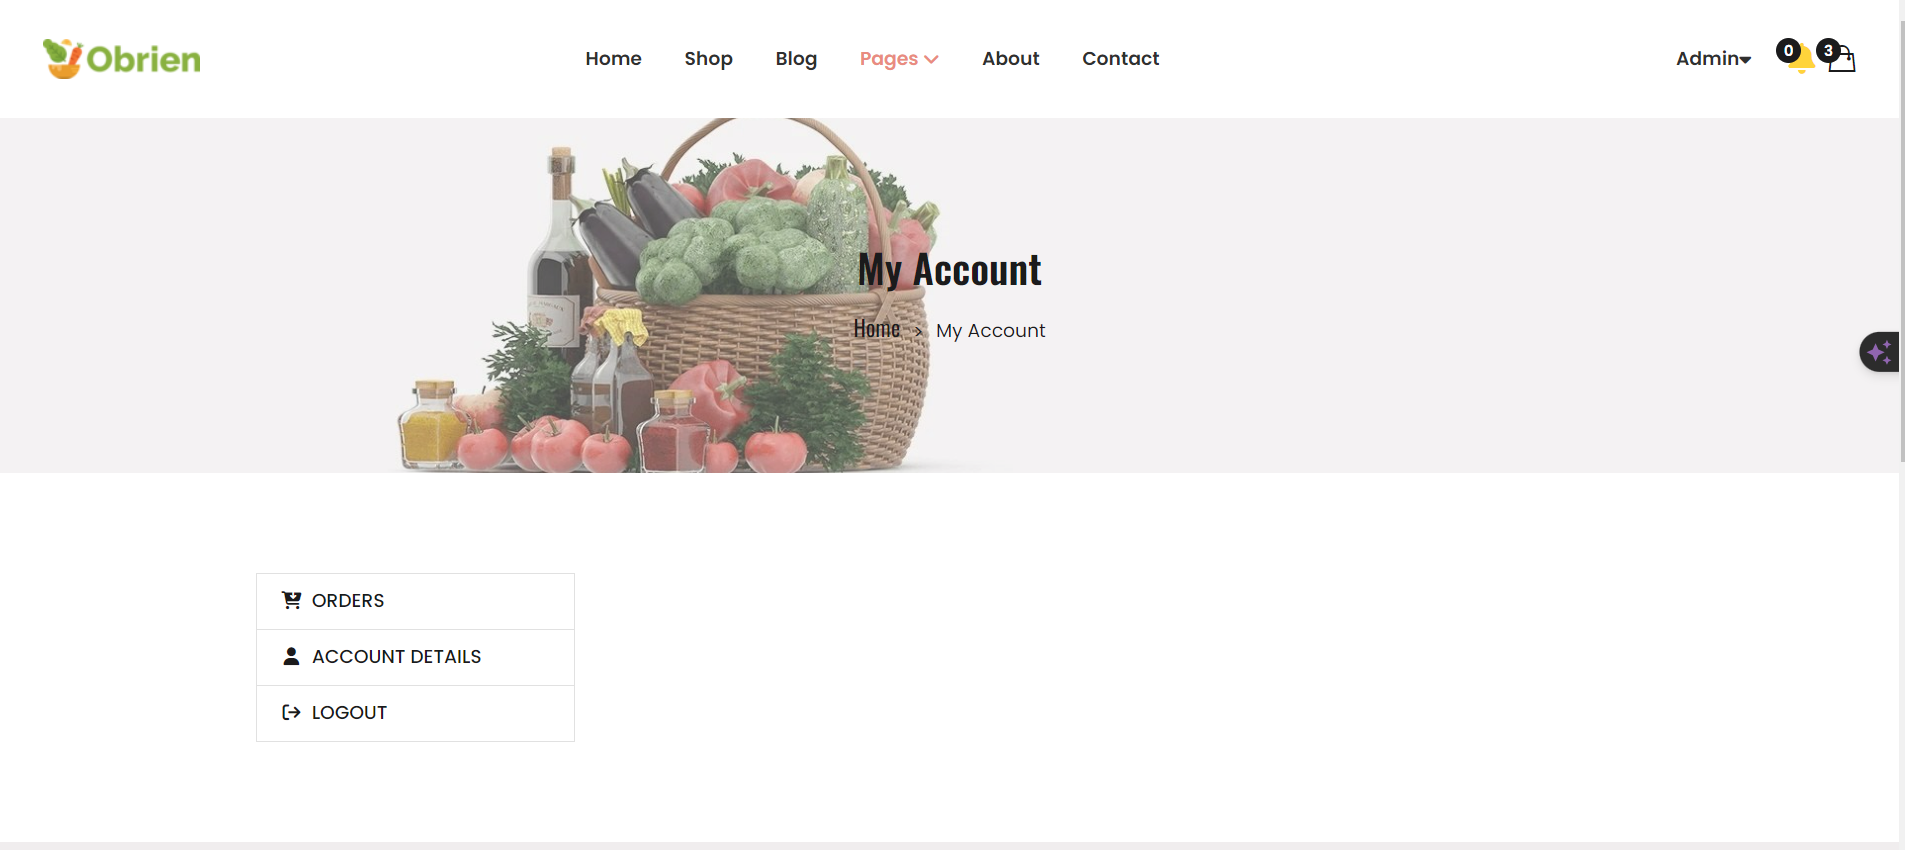 Obrien
Home Shop Blog Pages About Contact
Admin 0 3
My Account
Home > My Account
ORDERS
ACCOUNT DETAILS
LOGOUT